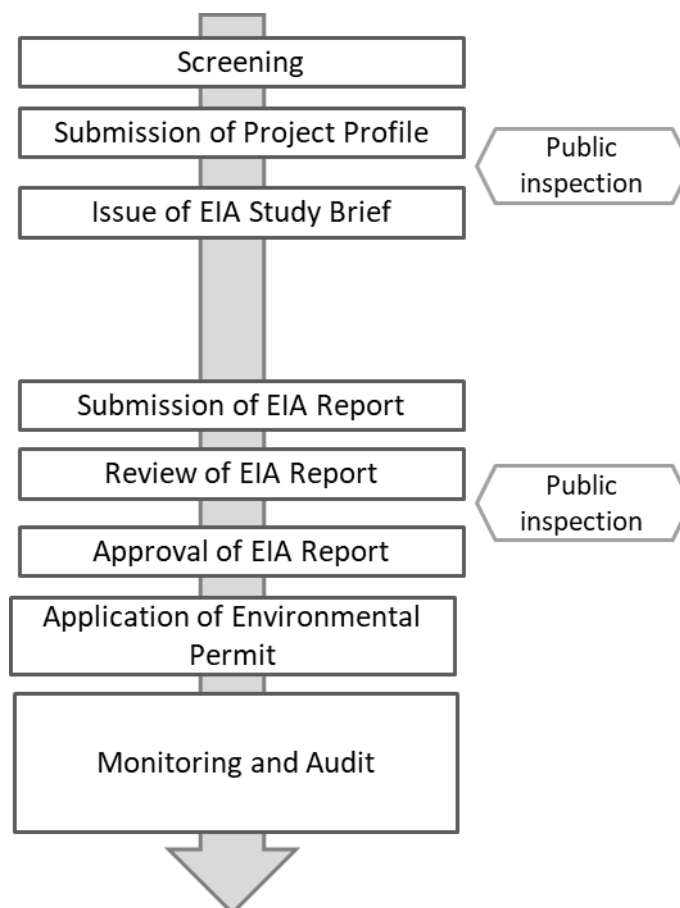 Screening
Submission of Project Profile
Public
inspection
Issue of EIA Study Brief
Submission of EIA Report
Review of EIA Report
Public
inspection
Approval of EIA Report
Application of Environmental
Permit
Monitoring and Audit